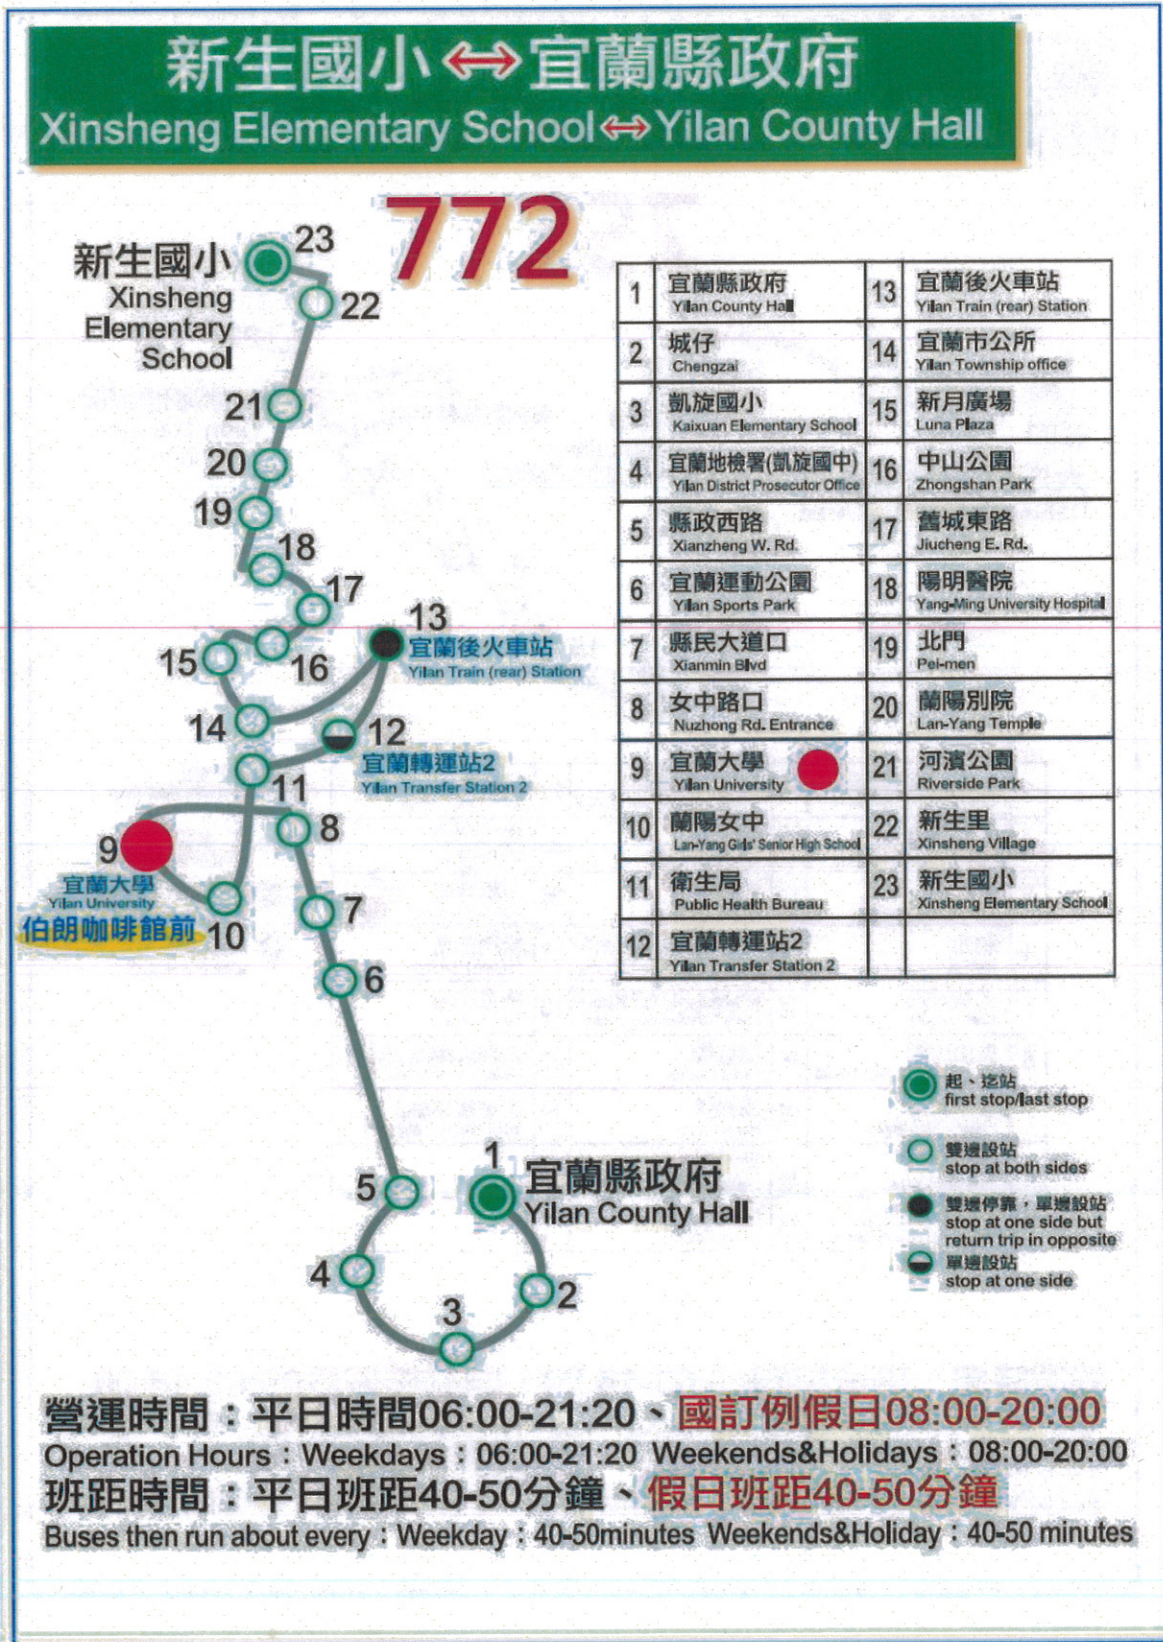 新生國小↔宜蘭縣政府
Xinsheng Elementary School↔Yilan County Hall
772
新生國小
Xinsheng
Elementary
School
23
22
21
20
19
18
17
16
15
14
13
宜蘭後火車站
Yilan Train (rear) Station
12
宜蘭轉運站2
Yilan Transfer Station 2
11
8
9
宜蘭大學
Yilan University
伯朗咖啡館前
10
7
6
5
4
3
2
1
宜蘭縣政府
Yilan County Hall
1 宜蘭縣政府 13 宜蘭後火車站
Yilan County Hall Yilan Train (rear) Station
2 城仔 14 宜蘭市公所
Chengzai Yilan Township office
3 凱旋國小 15 新月廣場
Kaixuan Elementary School Luna Plaza
4 宜蘭地檢署(凱旋國中) 16 中山公園
Yilan District Prosecutor Office Zhongshan Park
5 縣政西路 17 舊城東路
Xianzheng W. Rd. Jiucheng E. Rd.
6 宜蘭運動公園 18 陽明醫院
Yilan Sports Park Yang-Ming University Hospital
7 縣民大道口 19 北門
Xianmin Blvd Pei-men
8 女中路口 20 蘭陽別院
Nuzhong Rd. Entrance Lan-Yang Temple
9 宜蘭大學 21 河濱公園
Yilan University Riverside Park
10 蘭陽女中 22 新生里
Lan-Yang Girls' Senior High School Xinsheng Village
11 衛生局 23 新生國小
Public Health Bureau Xinsheng Elementary School
12 宜蘭轉運站2
Yilan Transfer Station 2
起、迄站
first stop/last stop
雙邊設站
stop at both sides
雙邊停靠,單邊設站
stop at one side but
return trip in opposite
單邊設站
stop at one side
營運時間:平日時間06:00-21:20、國訂例假日08:00-20:00
Operation Hours:Weekdays:06:00-21:20 Weekends&Holidays:08:00-20:00
班距時間:平日班距40-50分鐘、假日班距40-50分鐘
Buses then run about every:Weekday:40-50minutes Weekends&Holiday:40-50 minutes